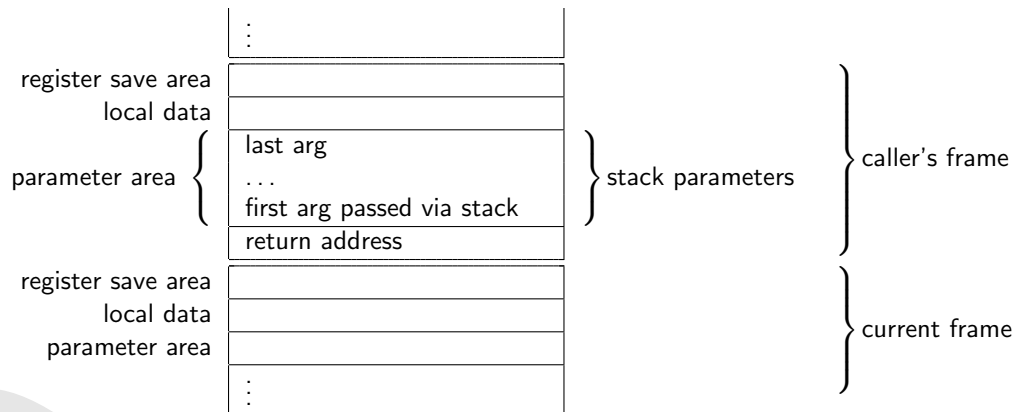 ⋮
register save area
local data
last arg
parameter area
...
stack parameters
caller's frame
first arg passed via stack
return address
register save area
local data
parameter area
current frame
⋮